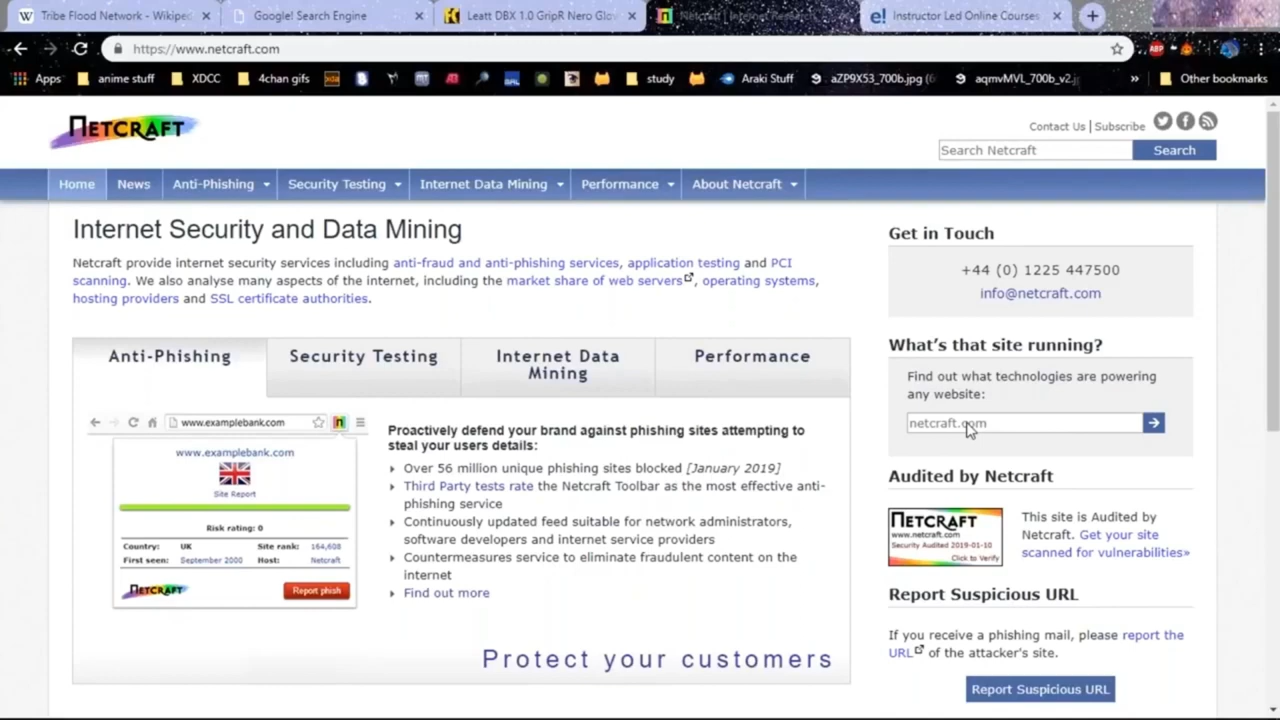 Tribe Flood Network - Wikiped
Google! Search Engine
Leatt DBX 1.0 GripR Nero Glov
Netcraft | Internet Research
Instructor Led Online Courses
https://www.netcraft.com
Apps
anime stuff
XDCC
4chan gifs
study
Araki Stuff
aZP9X53_700b.jpg (6
aqmvMVL_700b_v2.j
»
Other bookmarks
NETCRAFT
Contact Us | Subscribe
Search Netcraft
Search
Home
News
Anti-Phishing
Security Testing
Internet Data Mining
Performance
About Netcraft
Internet Security and Data Mining
Netcraft provide internet security services including anti-fraud and anti-phishing services, application testing and PCI
scanning. We also analyse many aspects of the internet, including the market share of web servers, operating systems,
hosting providers and SSL certificate authorities.
Anti-Phishing
Security Testing
Internet Data
Mining
Performance
www.examplebank.com
www.examplebank.com
Site Report
Risk rating: 0
Country: UK Site rank: 164,608
First seen: September 2000 Host: Netcraft
NETCRAFT
Report phish
Proactively defend your brand against phishing sites attempting to
steal your users details:
Over 56 million unique phishing sites blocked [January 2019]
Third Party tests rate the Netcraft Toolbar as the most effective anti-
phishing service
Continuously updated feed suitable for network administrators,
software developers and internet service providers
Countermeasures service to eliminate fraudulent content on the
internet
Find out more
Protect your customers
Get in Touch
+44 (0) 1225 447500
info@netcraft.com
What's that site running?
Find out what technologies are powering
any website:
netcraft.com
Audited by Netcraft
NETCRAFT
www.netcraft.com
Security Audited 2019-01-10
Click to Verify
This site is Audited by
Netcraft. Get your site
scanned for vulnerabilities»
Report Suspicious URL
If you receive a phishing mail, please report the
URL of the attacker's site.
Report Suspicious URL